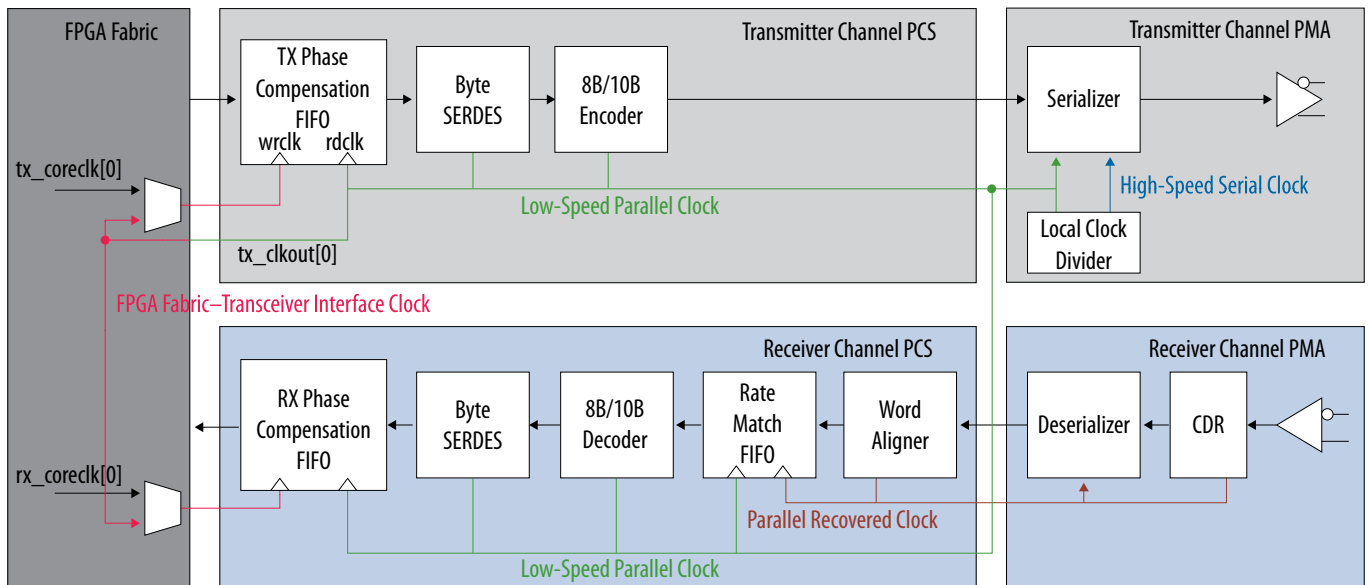 FPGA Fabric
Transmitter Channel PCS
Transmitter Channel PMA
TX Phase
Compensation
FIFO
wrclk
rdclk
Byte
SERDES
8B/10B
Encoder
Serializer
tx_coreclk[0]
High-Speed Serial Clock
Low-Speed Parallel Clock
Local Clock
Divider
tx_clkout[0]
FPGA Fabric–Transceiver Interface Clock
Receiver Channel PCS
Receiver Channel PMA
RX Phase
Compensation
FIFO
Byte
SERDES
8B/10B
Decoder
Rate
Match
FIFO
Word
Aligner
Deserializer
CDR
rx_coreclk[0]
Parallel Recovered Clock
Low-Speed Parallel Clock